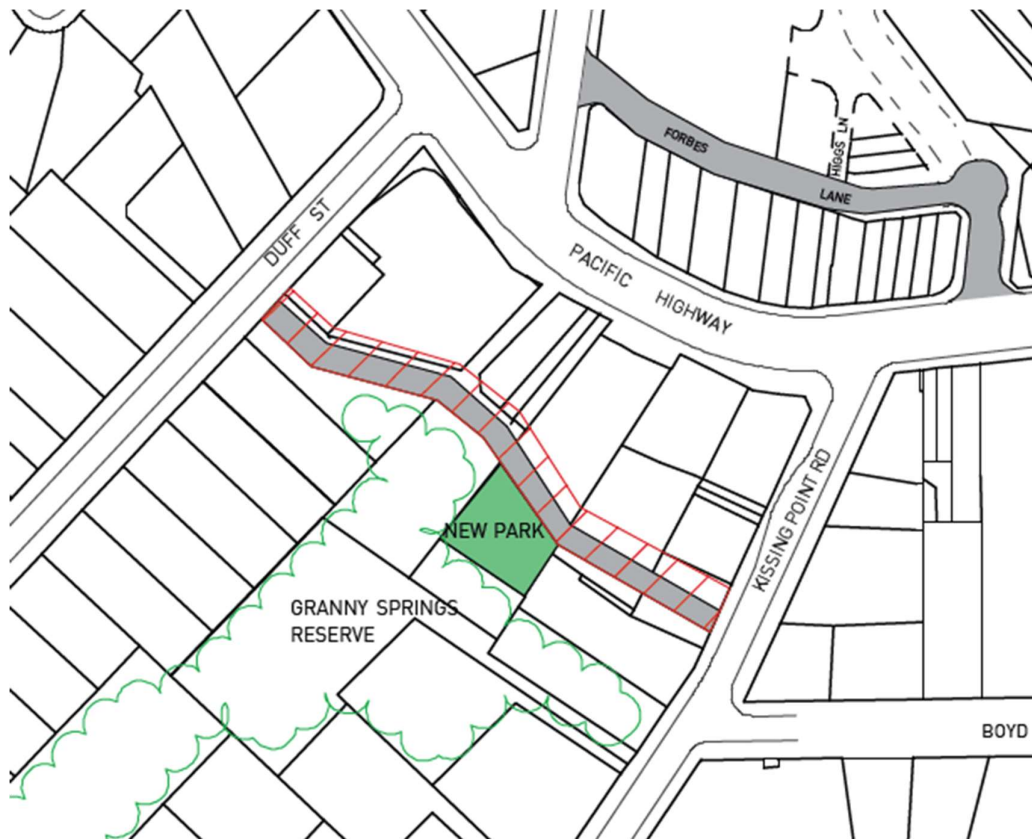 FORBES
HIGGS LN
LANE
DUFF ST
PACIFIC
HIGHWAY
KISSING POINT RD
NEW PARK
GRANNY SPRINGS
RESERVE
BOYD